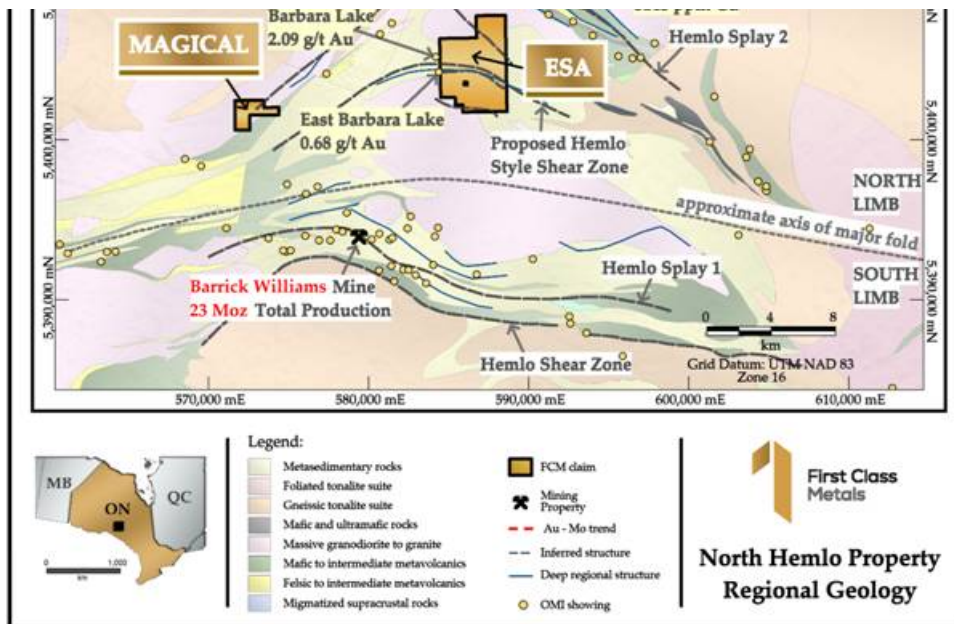 Barbara Lake
2.09 g/t Au
MAGICAL
ESA
Hemlo Splay 2
East Barbara Lake
0.68 g/t Au
Proposed Hemlo
Style Shear Zone
NORTH
LIMB
approximate axis of major fold
SOUTH
LIMB
Barrick Williams Mine
23 Moz Total Production
Hemlo Splay 1
Hemlo Shear Zone
0 4 8
km
Grid Datum: UTM NAD 83
Zone 16
5,400,000 mN
5,390,000 mN
5,400,000 mN
5,390,000 mN
570,000 mE
580,000 mE
590,000 mE
600,000 mE
610,000 mE
MB
ON
QC
0 1,000
km
Legend:
Metasedimentary rocks
Foliated tonalite suite
Gneissic tonalite suite
Mafic and ultramafic rocks
Massive granodiorite to granite
Mafic to intermediate metavolcanics
Felsic to intermediate metavolcanics
Migmatized supracrustal rocks
FCM claim
Mining
Property
Au - Mo trend
Inferred structure
Deep regional structure
OMI showing
First Class
Metals
North Hemlo Property
Regional Geology